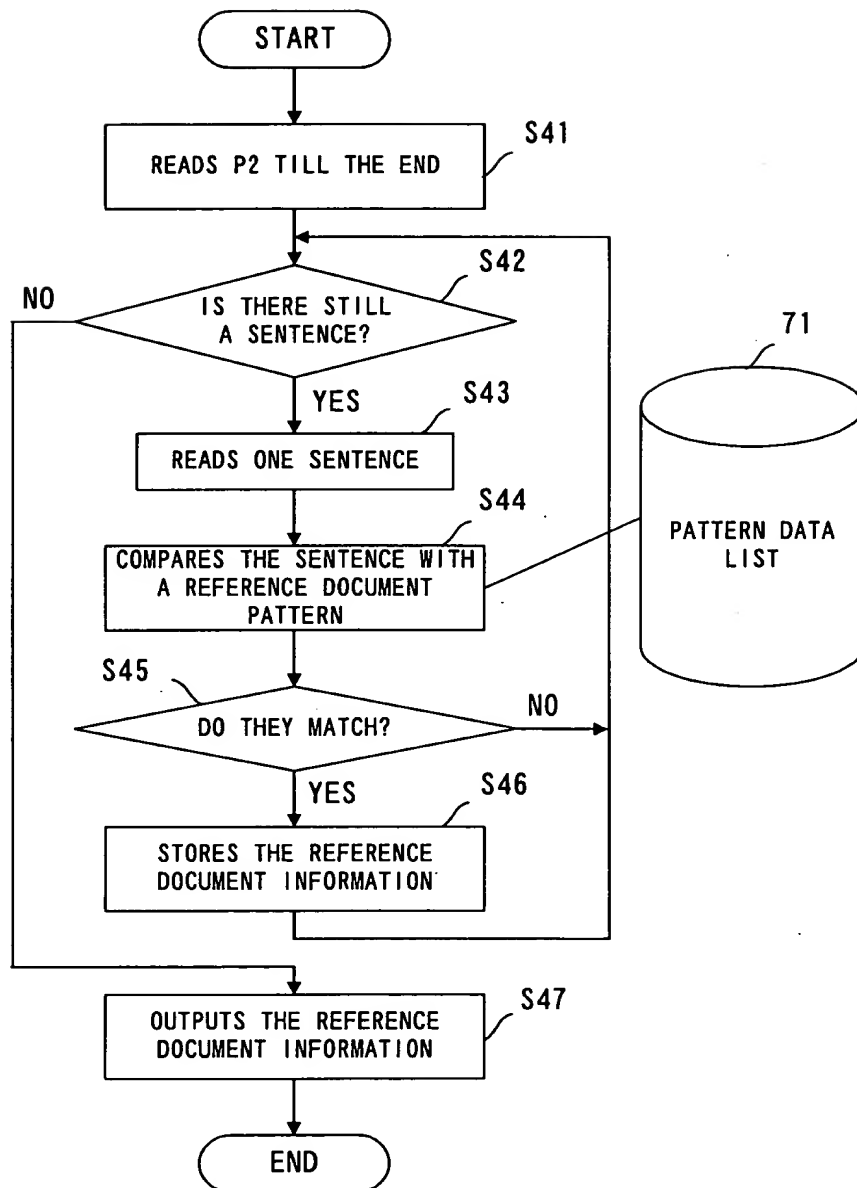 START
S41
READS P2 TILL THE END
S42
NO
IS THERE STILL
A SENTENCE?
71
YES
S43
READS ONE SENTENCE
S44
COMPARES THE SENTENCE WITH
A REFERENCE DOCUMENT
PATTERN
PATTERN DATA
LIST
S45
DO THEY MATCH?
NO
YES
S46
STORES THE REFERENCE
DOCUMENT INFORMATION
S47
OUTPUTS THE REFERENCE
DOCUMENT INFORMATION
END